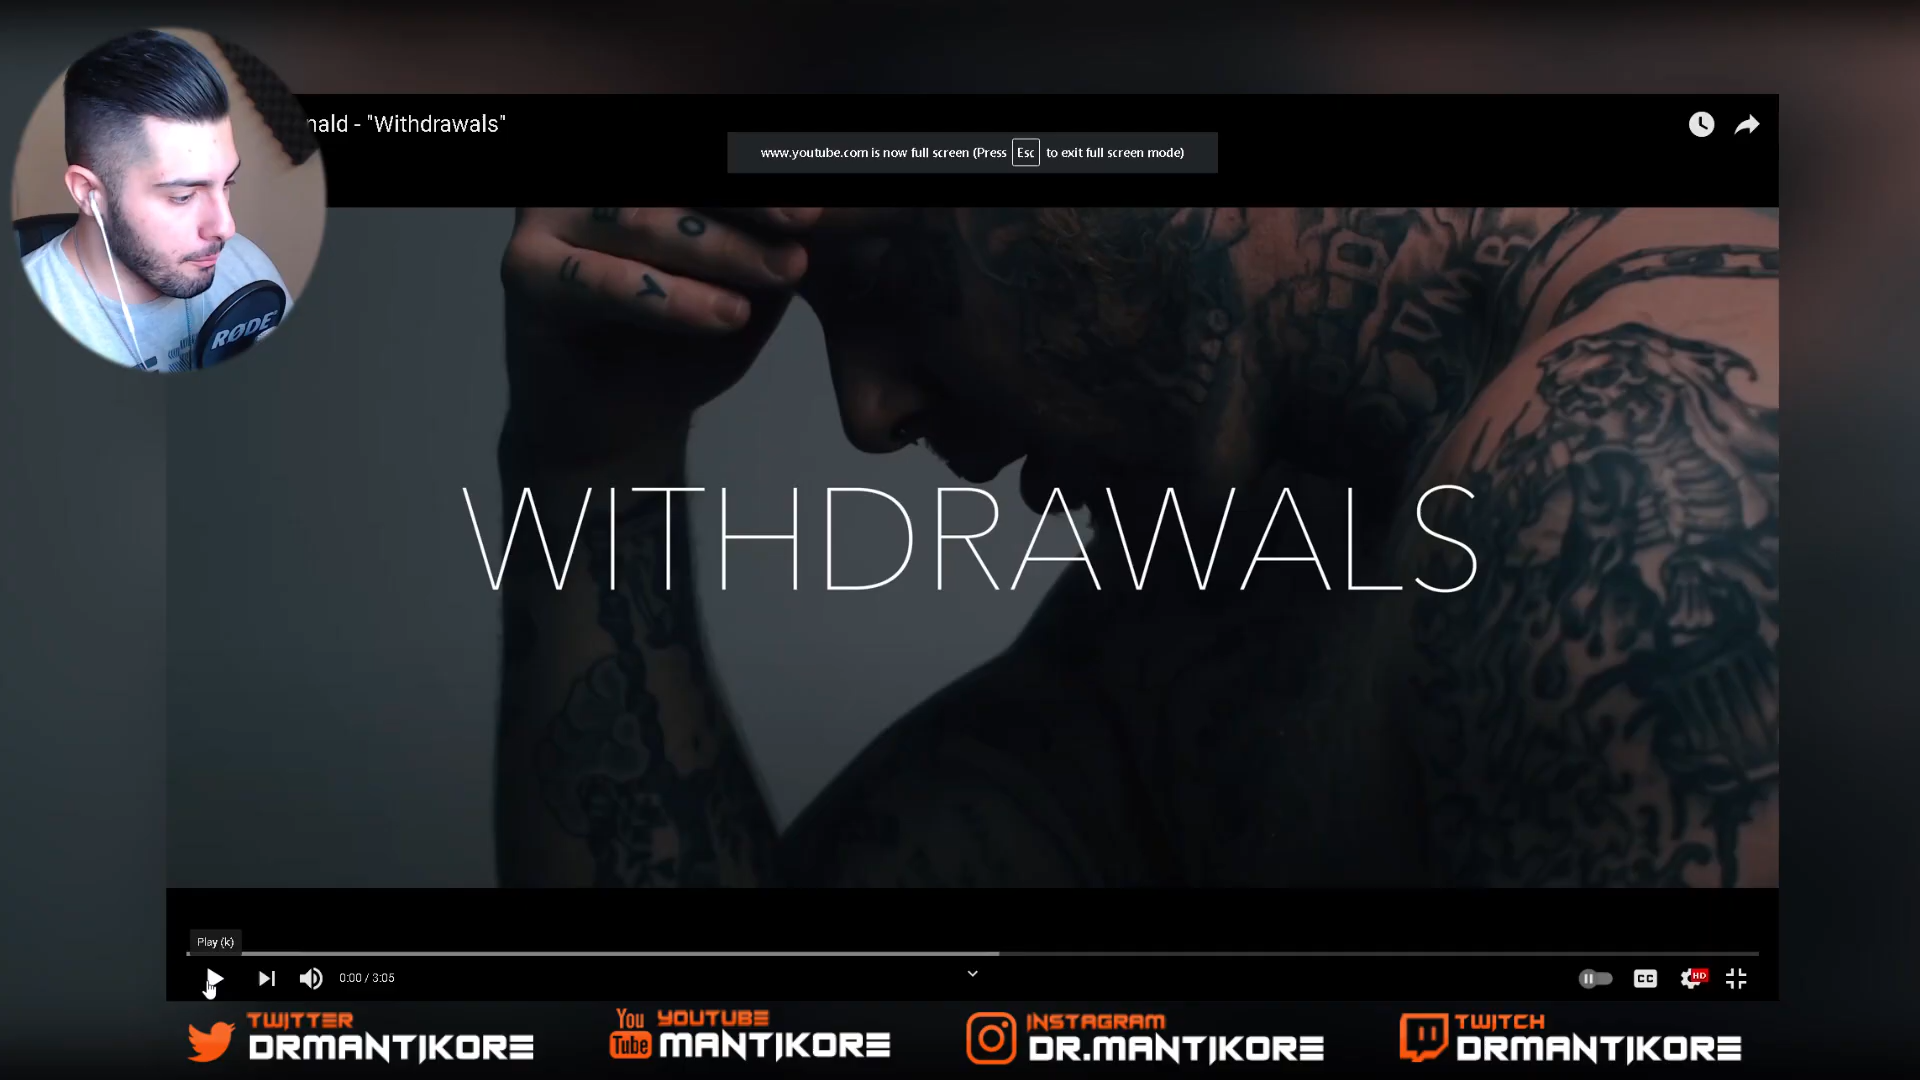 nald - "Withdrawals"
www.youtube.com is now full screen (Press Esc to exit full screen mode)
RØDE
WITHDRAWALS
Play (k)
0:00 / 3:05
CC
HD
TWITTER
DRMANTIKORE
You
Tube
YOUTUBE
MANTIKORE
INSTAGRAM
DR.MANTIKORE
TWITCH
DRMANTIKORE